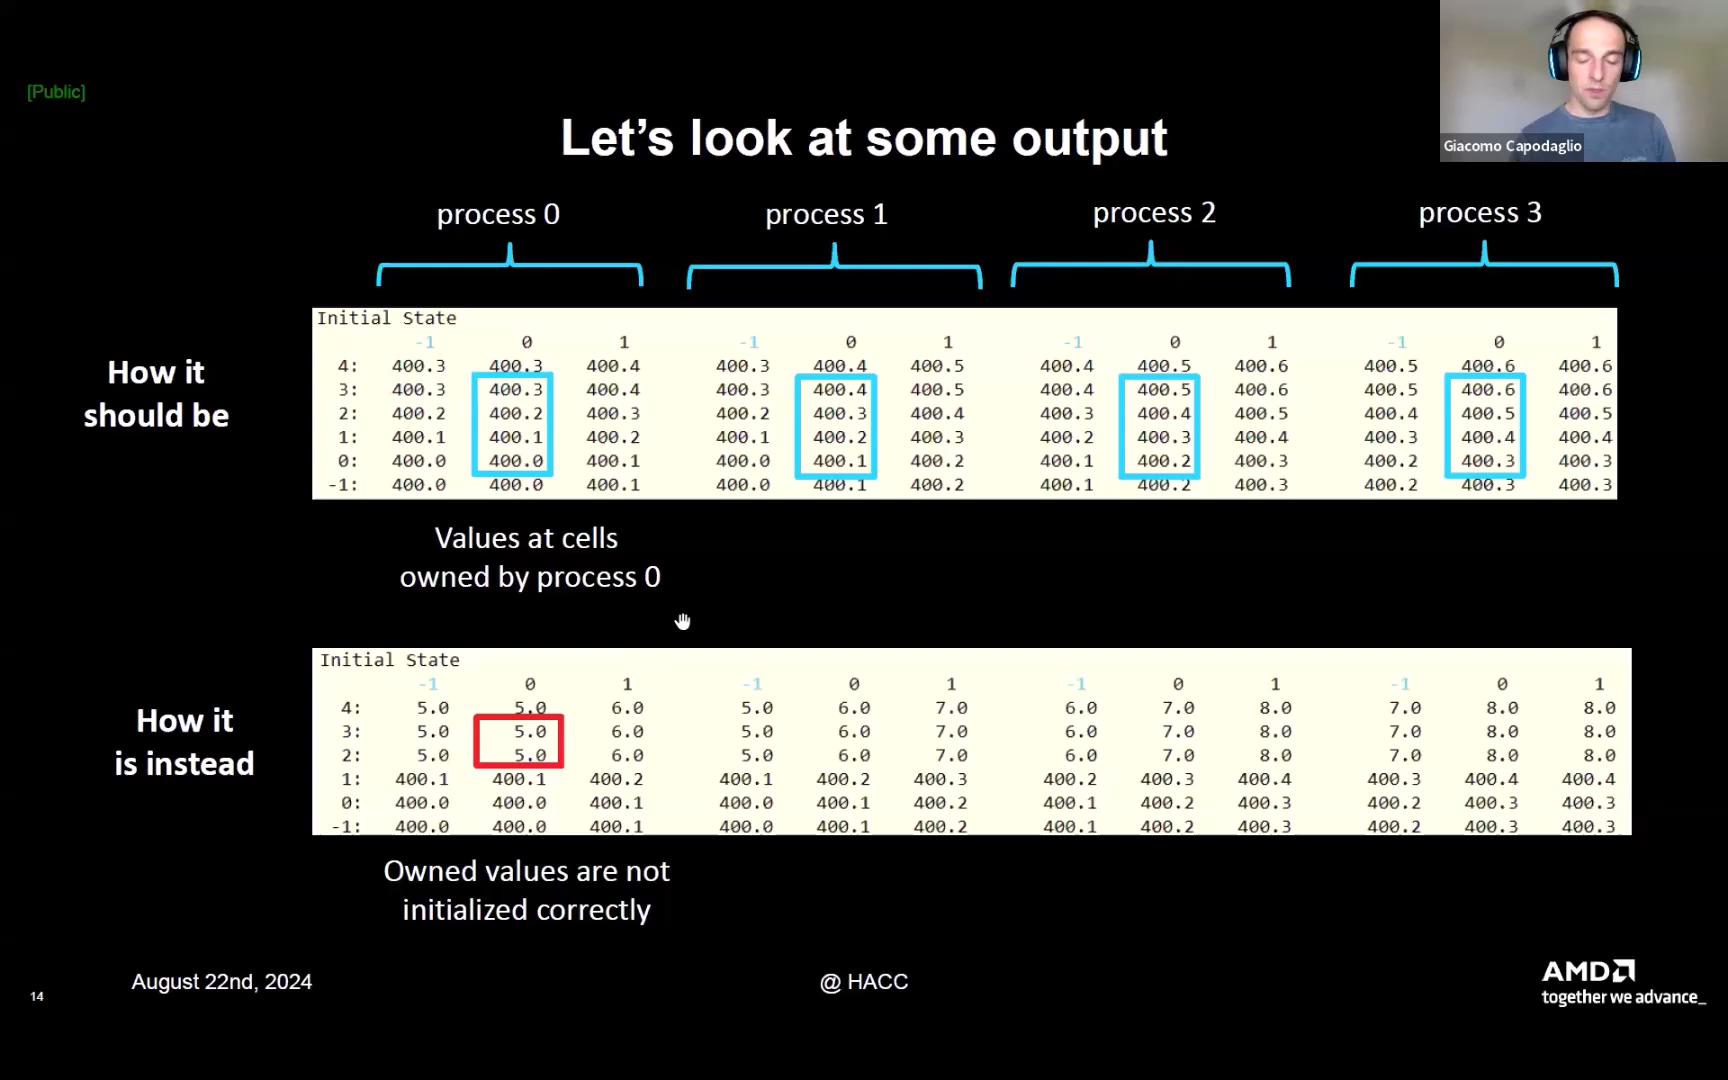 [Public]
Giacomo Capodaglio
Let's look at some output
process 0 process 1 process 2 process 3
How it
should be
Initial State
-1 0 1 -1 0 1 -1 0 1 -1 0 1
4: 400.3 400.3 400.4 400.3 400.4 400.5 400.4 400.5 400.6 400.5 400.6 400.6
3: 400.3 400.3 400.4 400.3 400.4 400.5 400.4 400.5 400.6 400.5 400.6 400.6
2: 400.2 400.2 400.3 400.2 400.3 400.4 400.3 400.4 400.5 400.4 400.5 400.5
1: 400.1 400.1 400.2 400.1 400.2 400.3 400.2 400.3 400.4 400.3 400.4 400.4
0: 400.0 400.0 400.1 400.0 400.1 400.2 400.1 400.2 400.3 400.2 400.3 400.3
-1: 400.0 400.0 400.1 400.0 400.1 400.2 400.1 400.2 400.3 400.2 400.3 400.3
Values at cells
owned by process 0
How it
is instead
Initial State
-1 0 1 -1 0 1 -1 0 1 -1 0 1
4: 5.0 5.0 6.0 5.0 6.0 7.0 6.0 7.0 8.0 7.0 8.0 8.0
3: 5.0 5.0 6.0 5.0 6.0 7.0 6.0 7.0 8.0 7.0 8.0 8.0
2: 5.0 5.0 6.0 5.0 6.0 7.0 6.0 7.0 8.0 7.0 8.0 8.0
1: 400.1 400.1 400.2 400.1 400.2 400.3 400.2 400.3 400.4 400.3 400.4 400.4
0: 400.0 400.0 400.1 400.0 400.1 400.2 400.1 400.2 400.3 400.2 400.3 400.3
-1: 400.0 400.0 400.1 400.0 400.1 400.2 400.1 400.2 400.3 400.2 400.3 400.3
Owned values are not
initialized correctly
14
August 22nd, 2024
@ HACC
AMD
together we advance_